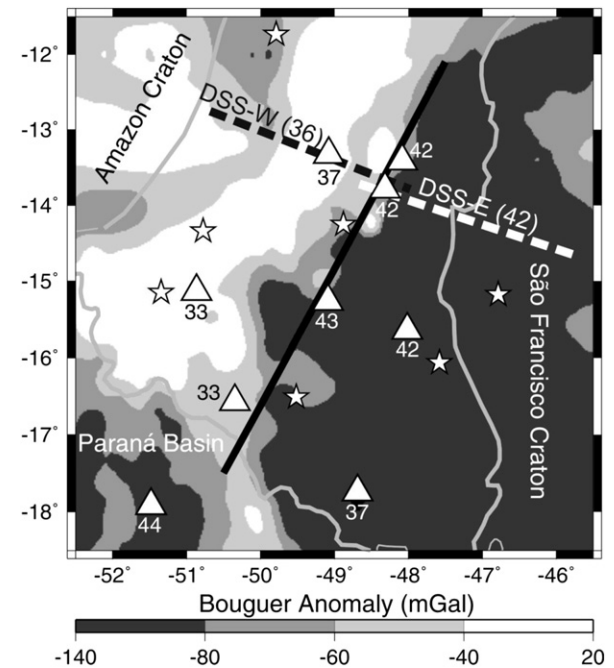 -12°
-13°
-14°
-15°
-16°
-17°
-18°
Amazon Craton
DSS-W (36)
37
42
42
DSS-E (42)
33
43
42
São Francisco Craton
33
Paraná Basin
44
37
-52° -51° -50° -49° -48° -47° -46°
Bouguer Anomaly (mGal)
-140 -80 -60 -40 20